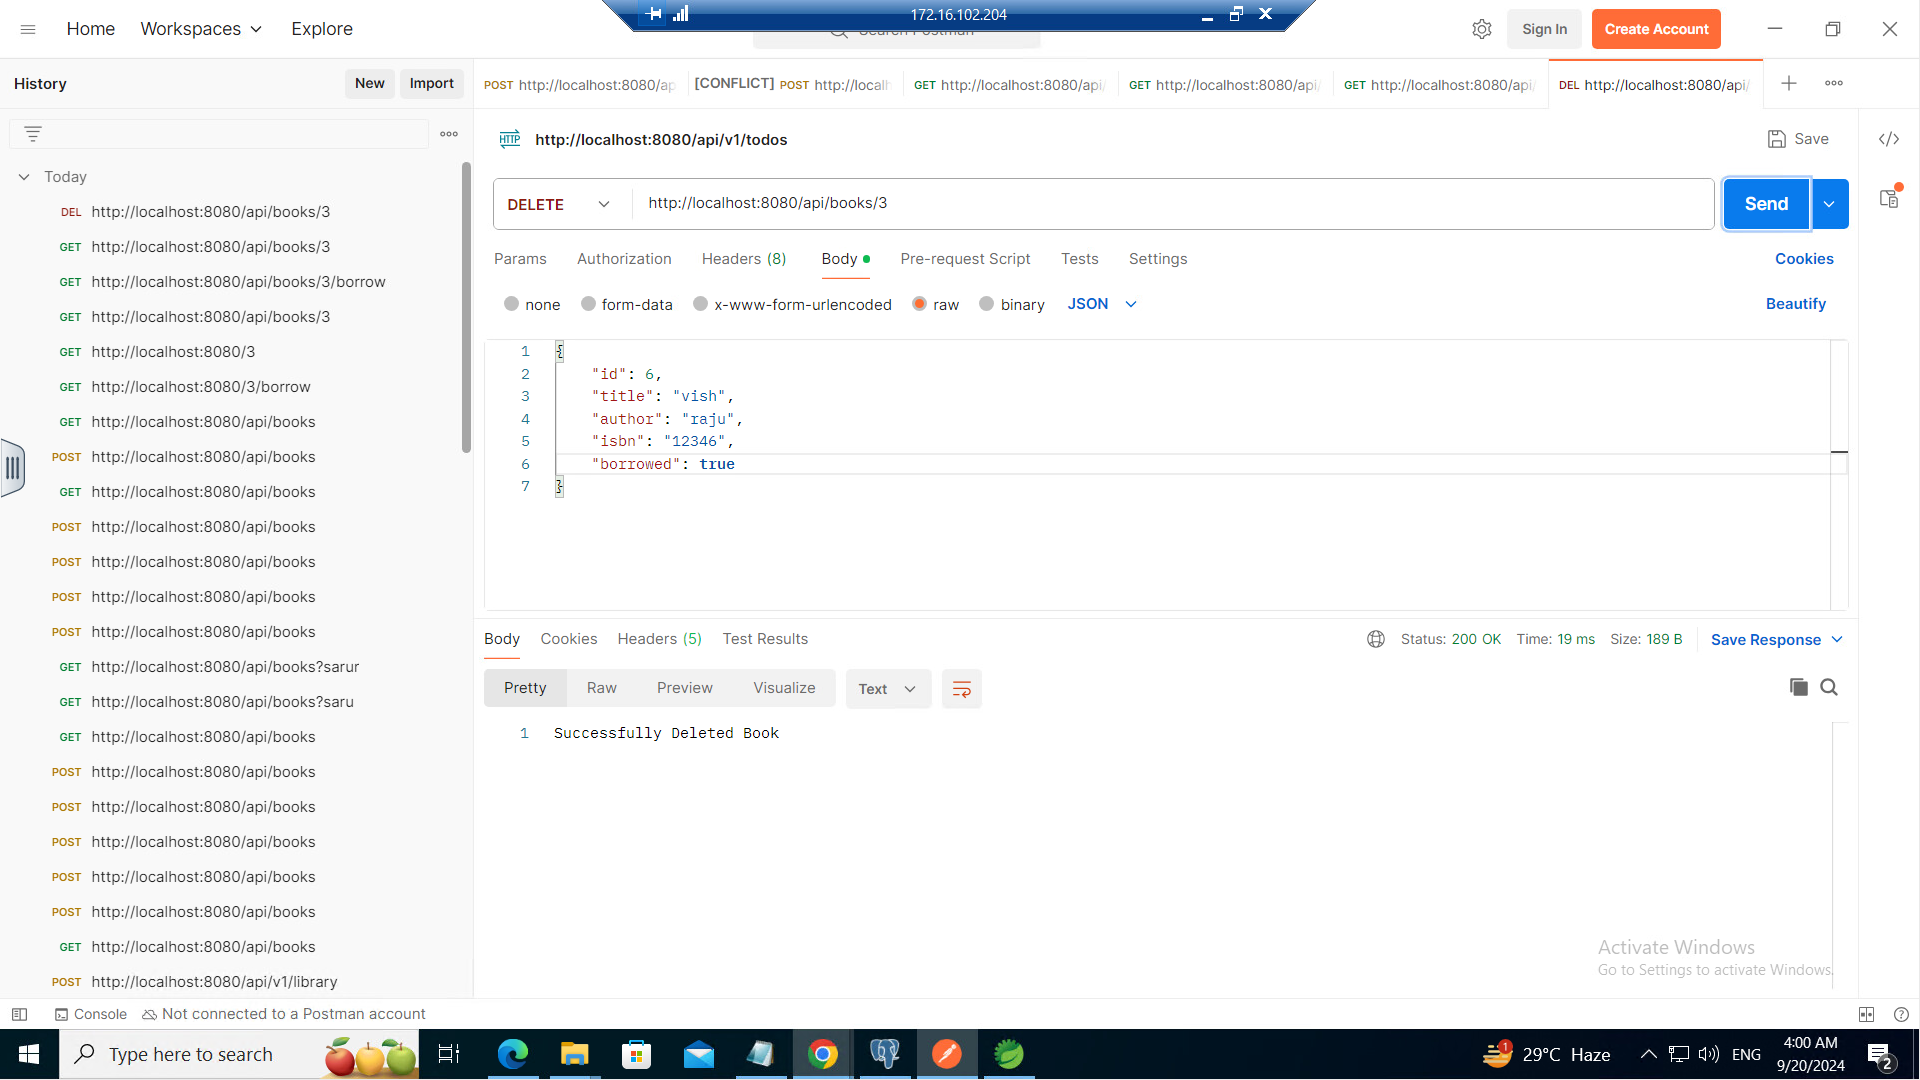 172.16.102.204
Home
Workspaces
Explore
Sign In
Create Account
History
New
Import
POST http://localhost:8080/ap
[CONFLICT] POST http://localh
GET http://localhost:8080/api/
GET http://localhost:8080/api/
GET http://localhost:8080/api/
DEL http://localhost:8080/api/
HTTP http://localhost:8080/api/v1/todos
Save
Today
DEL http://localhost:8080/api/books/3
GET http://localhost:8080/api/books/3
GET http://localhost:8080/api/books/3/borrow
GET http://localhost:8080/api/books/3
GET http://localhost:8080/3
GET http://localhost:8080/3/borrow
GET http://localhost:8080/api/books
POST http://localhost:8080/api/books
GET http://localhost:8080/api/books
POST http://localhost:8080/api/books
POST http://localhost:8080/api/books
POST http://localhost:8080/api/books
POST http://localhost:8080/api/books
GET http://localhost:8080/api/books?sarur
GET http://localhost:8080/api/books?saru
GET http://localhost:8080/api/books
POST http://localhost:8080/api/books
POST http://localhost:8080/api/books
POST http://localhost:8080/api/books
POST http://localhost:8080/api/books
POST http://localhost:8080/api/books
GET http://localhost:8080/api/books
POST http://localhost:8080/api/v1/library
DELETE
http://localhost:8080/api/books/3
Send
Params
Authorization
Headers (8)
Body
Pre-request Script
Tests
Settings
Cookies
none
form-data
x-www-form-urlencoded
raw
binary
JSON
Beautify
1 {
2 "id": 6,
3 "title": "vish",
4 "author": "raju",
5 "isbn": "12346",
6 "borrowed": true
7 }
Body
Cookies
Headers (5)
Test Results
Status: 200 OK
Time: 19 ms
Size: 189 B
Save Response
Pretty
Raw
Preview
Visualize
Text
1 Successfully Deleted Book
Activate Windows
Go to Settings to activate Windows.
Console
Not connected to a Postman account
Type here to search
1
29°C Haze
ENG
4:00 AM
9/20/2024
2